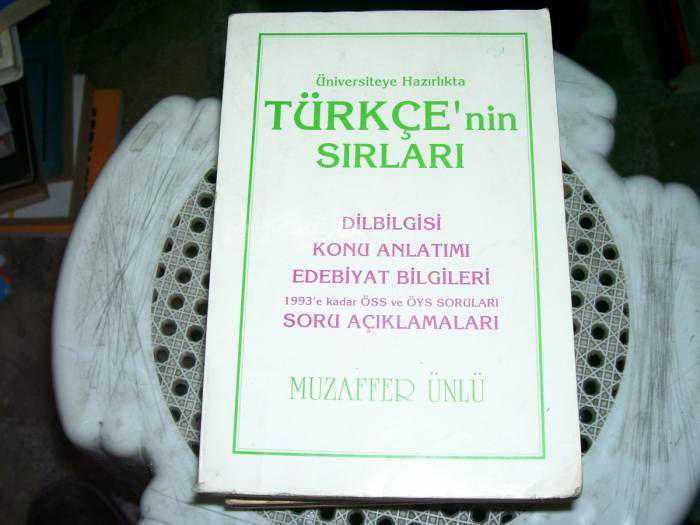 Üniversiteye Hazırlıkta
TÜRKÇE'nin
SIRLARI
DİLBİLGİSİ
KONU ANLATIMI
EDEBİYAT BİLGİLERİ
1993'e kadar ÖSS ve ÖYS SORULARI
SORU AÇIKLAMALARI
MUZAFFER ÜNLÜ